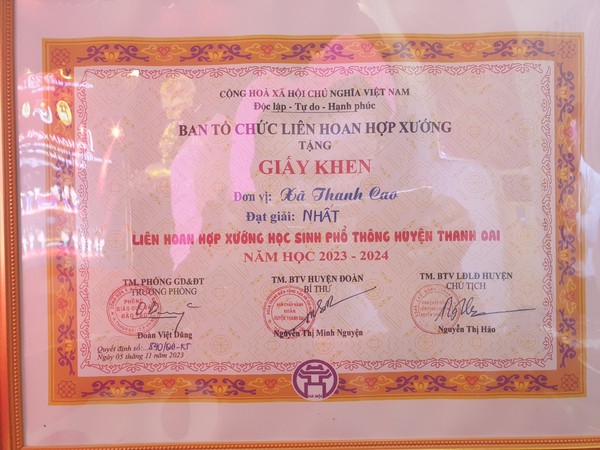 CỘNG HOÀ XÃ HỘI CHỦ NGHĨA VIỆT NAM
Độc lập - Tự do - Hạnh phúc
BAN TỔ CHỨC LIÊN HOAN HỢP XƯỚNG
TẶNG
GIẤY KHEN
Đơn vị: Xã Thanh Cao
Đạt giải: NHẤT
LIÊN HOAN HỢP XƯỚNG HỌC SINH PHỔ THÔNG HUYỆN THANH OAI
NĂM HỌC 2023 - 2024
TM. PHÒNG GD&ĐT
TRƯỞNG PHÒNG
Đoàn Việt Dũng
TM. BTV HUYỆN ĐOÀN
BÍ THƯ
Nguyễn Thị Minh Nguyện
TM. BTV LĐLĐ HUYỆN
CHỦ TỊCH
Nguyễn Thị Hảo
Quyết định số:
Ngày 05 tháng 11 năm 2023
HÀ NỘI